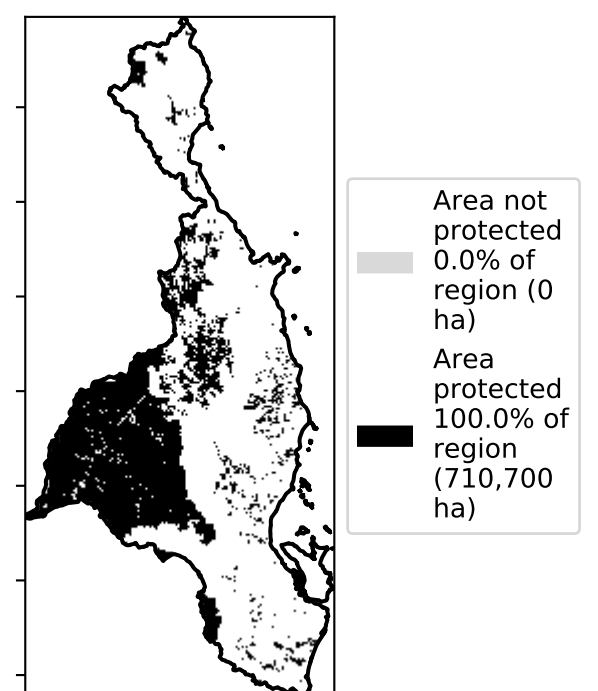 Area not
protected
0.0% of
region (0
ha)
Area
protected
100.0% of
region
(710,700
ha)